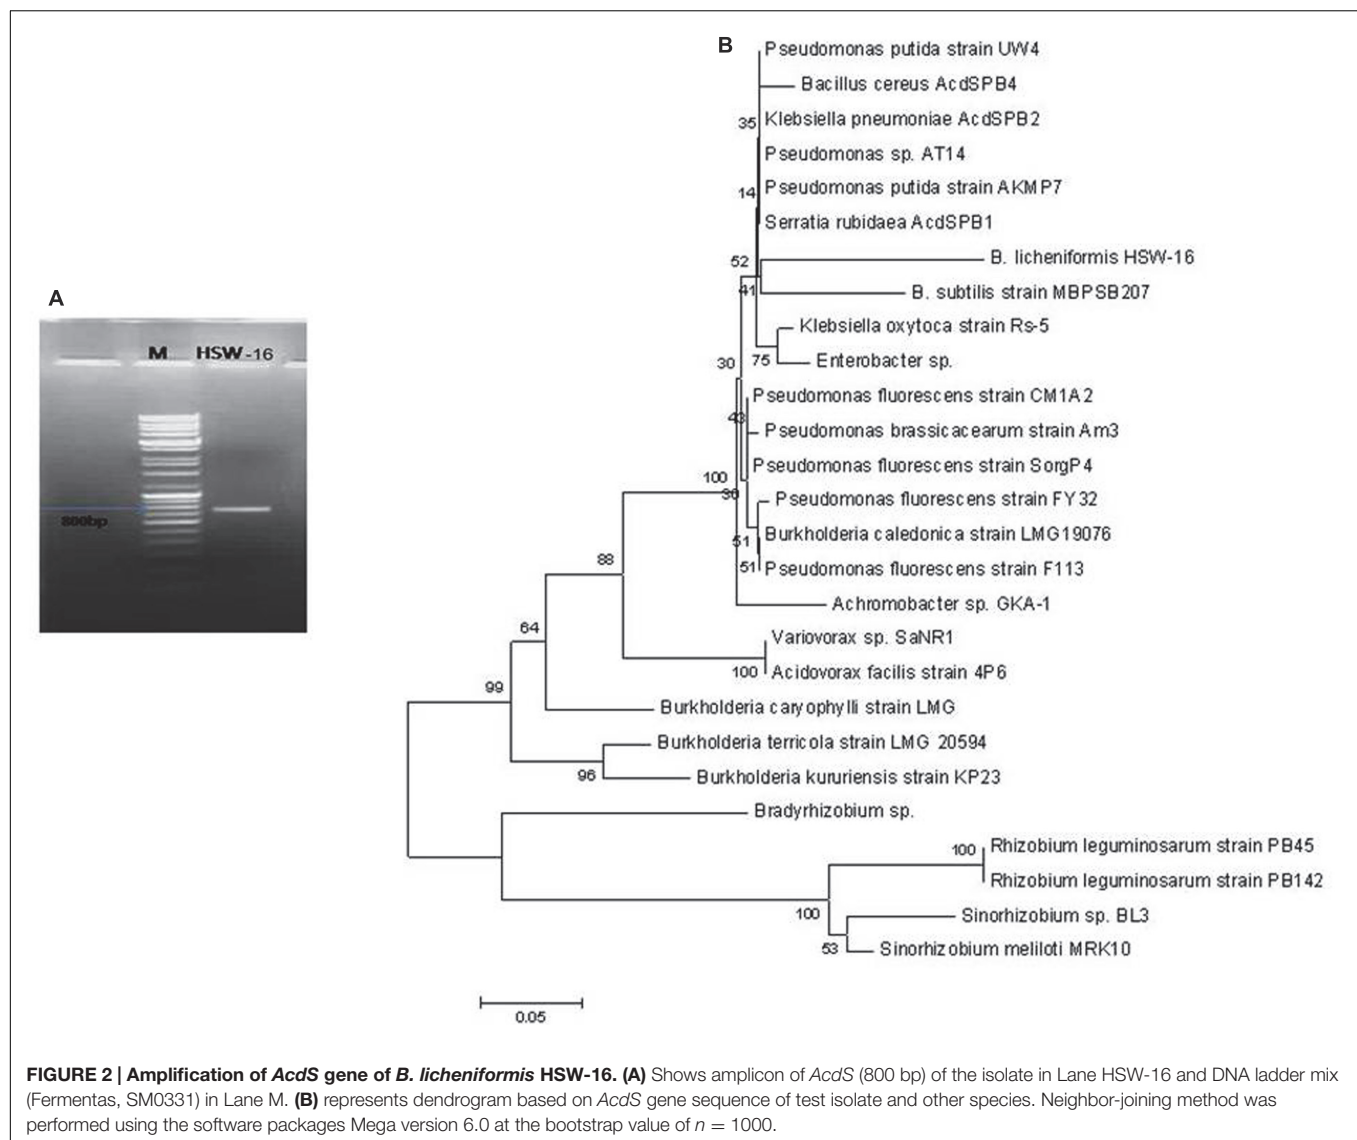 A
M HSW-16
800bp
B
Pseudomonas putida strain UW4
Bacillus cereus AcdSPB4
35
Klebsiella pneumoniae AcdSPB2
Pseudomonas sp. AT14
14
Pseudomonas putida strain AKMP7
Serratia rubidaea AcdSPB1
52
B. licheniformis HSW-16
41
B. subtilis strain MBPSB207
Klebsiella oxytoca strain Rs-5
30
75
Enterobacter sp.
Pseudomonas fluorescens strain CM1A2
43
Pseudomonas brassicacearum strain Am3
Pseudomonas fluorescens strain SorgP4
100
Pseudomonas fluorescens strain FY32
Burkholderia caledonica strain LMG19076
51
51
Pseudomonas fluorescens strain F113
88
Achromobacter sp. GKA-1
64
Variovorax sp. SaNR1
100
Acidovorax facilis strain 4P6
99
Burkholderia caryophylli strain LMG
Burkholderia terricola strain LMG 20594
96
Burkholderia kururiensis strain KP23
Bradyrhizobium sp.
100
Rhizobium leguminosarum strain PB45
Rhizobium leguminosarum strain PB142
100
Sinorhizobium sp. BL3
53
Sinorhizobium meliloti MRK10
0.05
FIGURE 2 | Amplification of AcdS gene of B. licheniformis HSW-16. (A) Shows amplicon of AcdS (800 bp) of the isolate in Lane HSW-16 and DNA ladder mix
(Fermentas, SM0331) in Lane M. (B) represents dendrogram based on AcdS gene sequence of test isolate and other species. Neighbor-joining method was
performed using the software packages Mega version 6.0 at the bootstrap value of n = 1000.